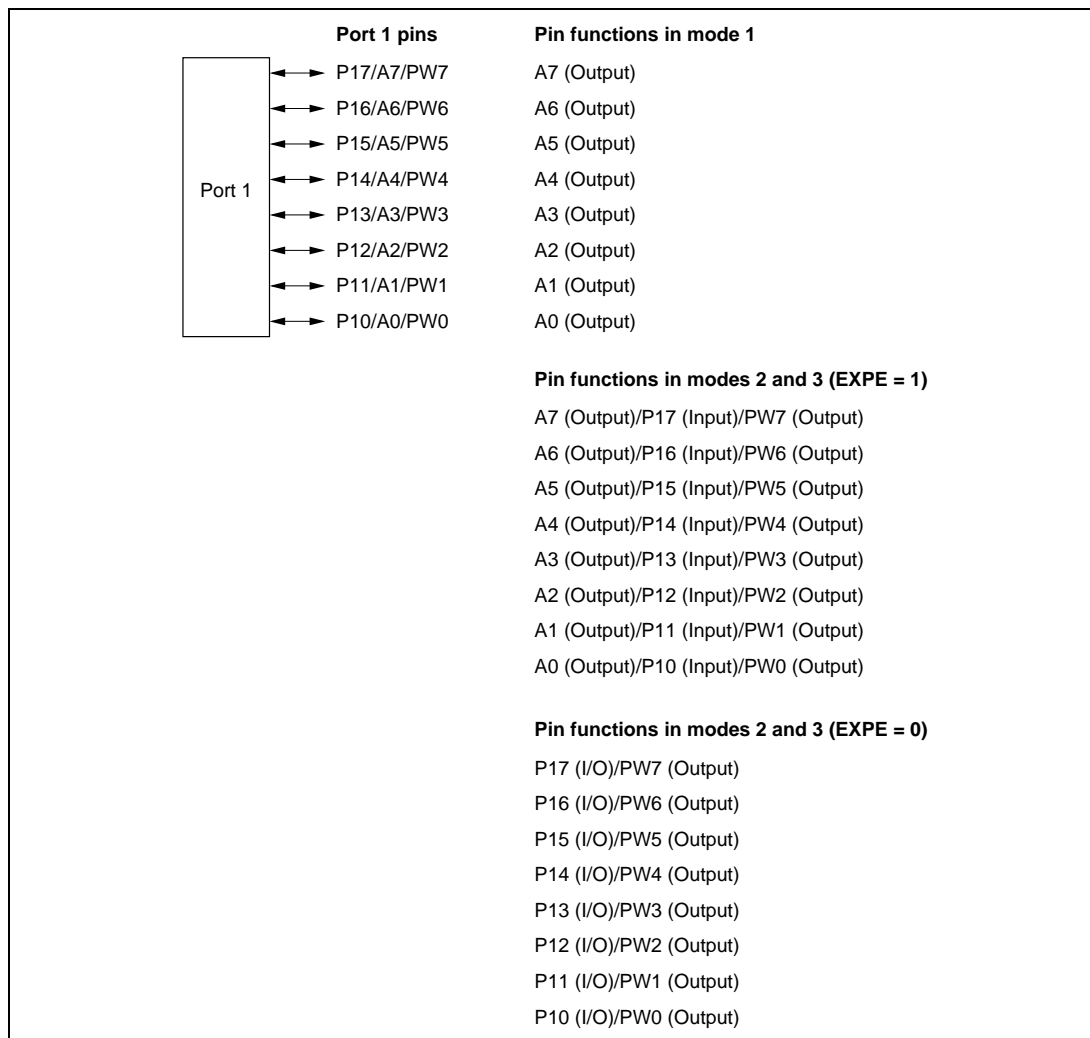 Port 1 pins Pin functions in mode 1
P17/A7/PW7 A7 (Output)
P16/A6/PW6 A6 (Output)
P15/A5/PW5 A5 (Output)
P14/A4/PW4 A4 (Output)
Port 1
P13/A3/PW3 A3 (Output)
P12/A2/PW2 A2 (Output)
P11/A1/PW1 A1 (Output)
P10/A0/PW0 A0 (Output)
Pin functions in modes 2 and 3 (EXPE = 1)
A7 (Output)/P17 (Input)/PW7 (Output)
A6 (Output)/P16 (Input)/PW6 (Output)
A5 (Output)/P15 (Input)/PW5 (Output)
A4 (Output)/P14 (Input)/PW4 (Output)
A3 (Output)/P13 (Input)/PW3 (Output)
A2 (Output)/P12 (Input)/PW2 (Output)
A1 (Output)/P11 (Input)/PW1 (Output)
A0 (Output)/P10 (Input)/PW0 (Output)
Pin functions in modes 2 and 3 (EXPE = 0)
P17 (I/O)/PW7 (Output)
P16 (I/O)/PW6 (Output)
P15 (I/O)/PW5 (Output)
P14 (I/O)/PW4 (Output)
P13 (I/O)/PW3 (Output)
P12 (I/O)/PW2 (Output)
P11 (I/O)/PW1 (Output)
P10 (I/O)/PW0 (Output)